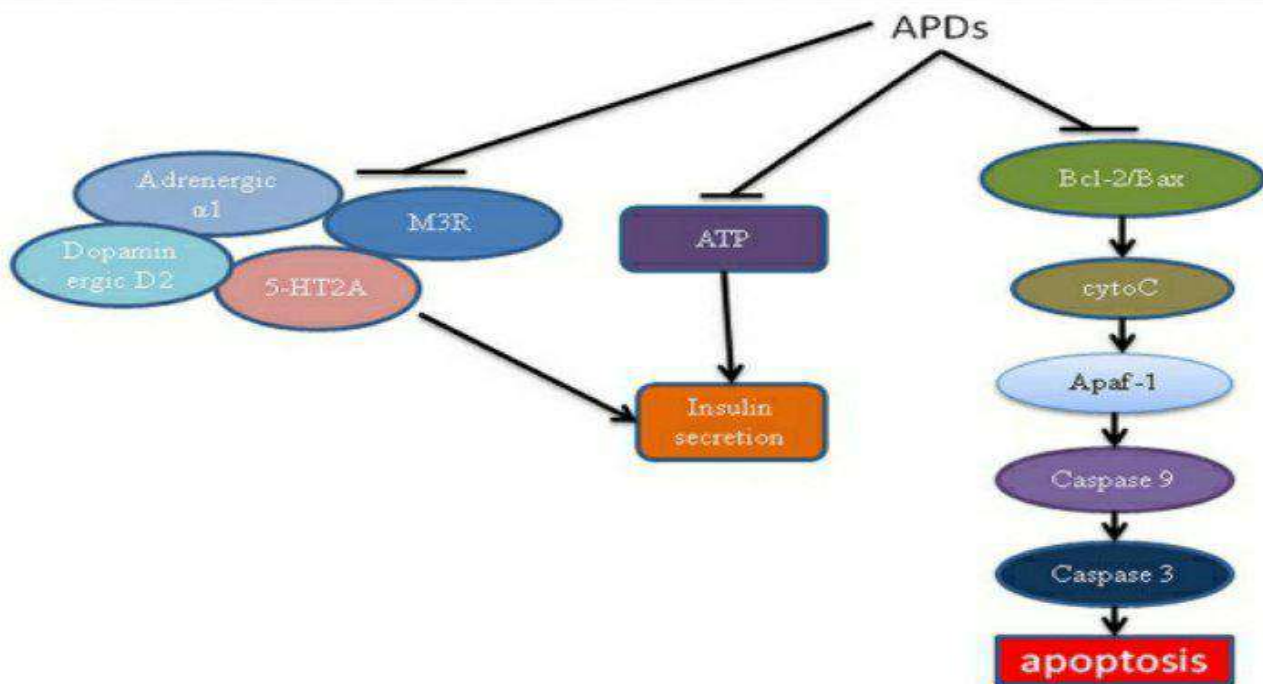 APDs
Adrenergic
α1
M3R
Dopamin
ergic D2
5-HT2A
ATP
Insulin
secretion
Bcl-2/Bax
cytoC
Apaf-1
Caspase 9
Caspase 3
apoptosis